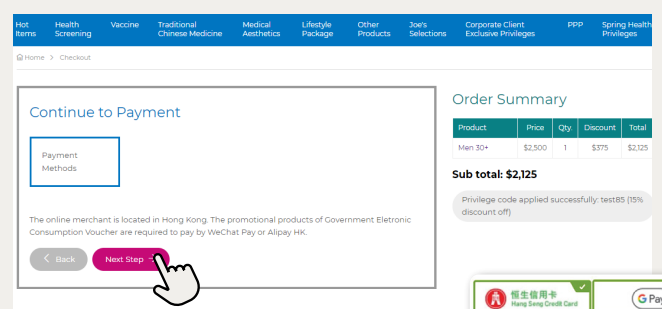 Hot Items
Health Screening
Vaccine
Traditional Chinese Medicine
Medical Aesthetics
Lifestyle Package
Other Products
Joe's Selections
Corporate Client Exclusive Privileges
PPP
Spring Health Privileges
Home > Checkout
Continue to Payment
Payment
Methods
The online merchant is located in Hong Kong. The promotional products of Government Eletronic
Consumption Voucher are required to pay by WeChat Pay or Alipay HK.
Back
Next Step
Order Summary
Product Price Qty. Discount Total
Men 30+ $2,500 1 $375 $2,125
Sub total: $2,125
Privilege code applied successfully: test85 (15%
discount off)
恒生信用卡
Hang Seng Credit Card
G Pay